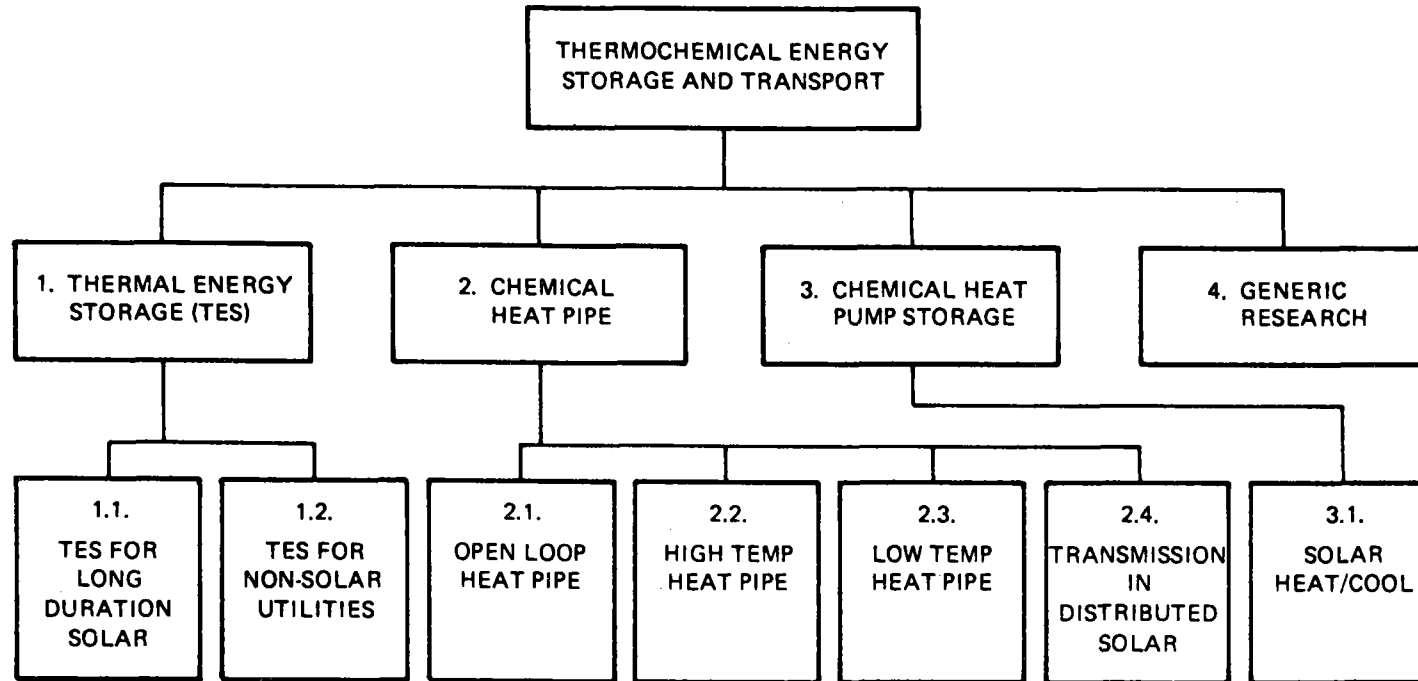 THERMOCHEMICAL ENERGY
STORAGE AND TRANSPORT
1. THERMAL ENERGY
STORAGE (TES)
2. CHEMICAL
HEAT PIPE
3. CHEMICAL HEAT
PUMP STORAGE
4. GENERIC
RESEARCH
1.1.
TES FOR
LONG
DURATION
SOLAR
1.2.
TES FOR
NON-SOLAR
UTILITIES
2.1.
OPEN LOOP
HEAT PIPE
2.2.
HIGH TEMP
HEAT PIPE
2.3.
LOW TEMP
HEAT PIPE
2.4.
TRANSMISSION
IN
DISTRIBUTED
SOLAR
3.1.
SOLAR
HEAT/COOL